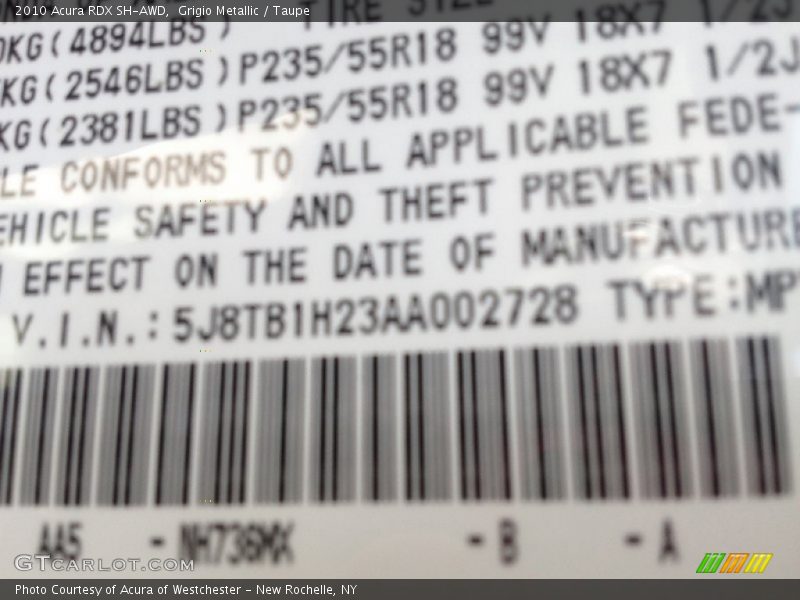 2010 Acura RDX SH-AWD, Grigio Metallic / Taupe
TIRE SIZE
0KG(4894LBS)
KG(2546LBS)P235/55R18 99V 18X7 1/2J
KG(2381LBS)P235/55R18 99V 18X7 1/2J
LE CONFORMS TO ALL APPLICABLE FEDE-
EHICLE SAFETY AND THEFT PREVENTION
EFFECT ON THE DATE OF MANUFACTURE
V.I.N.:5J8TB1H23AA002728 TYPE:MP
AA5 - NH736MX - B - A
GTCARLOT.COM
Photo Courtesy of Acura of Westchester - New Rochelle, NY